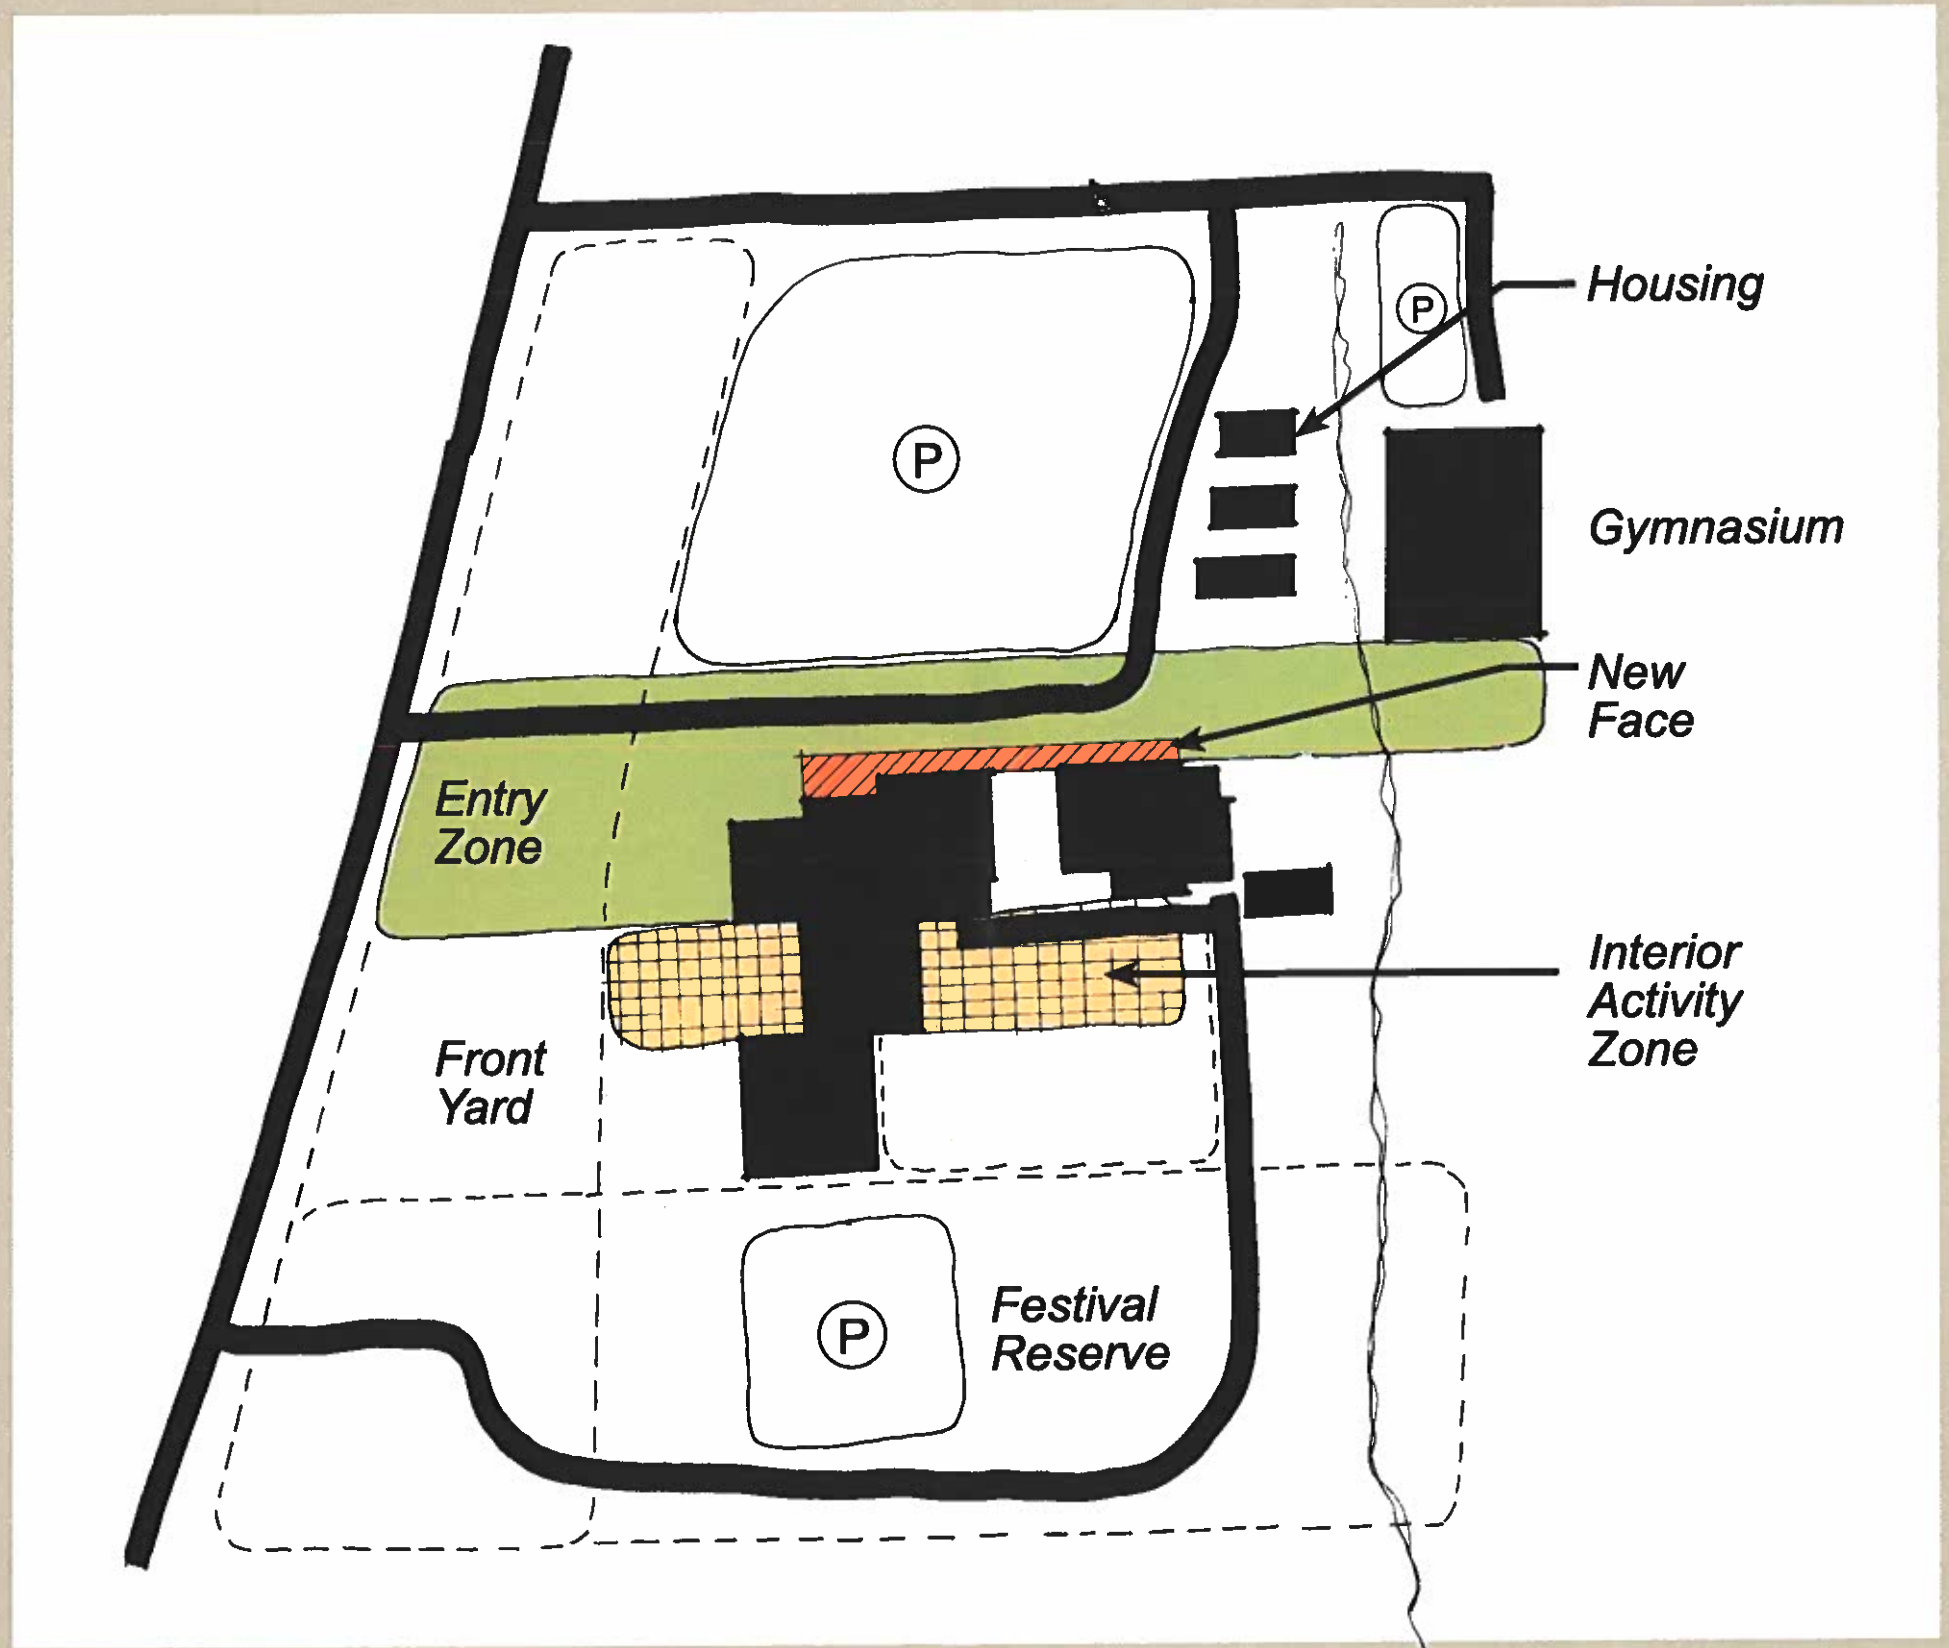 Housing
P
P
Gymnasium
New
Face
Entry
Zone
Interior
Activity
Zone
Front
Yard
Festival
Reserve
P